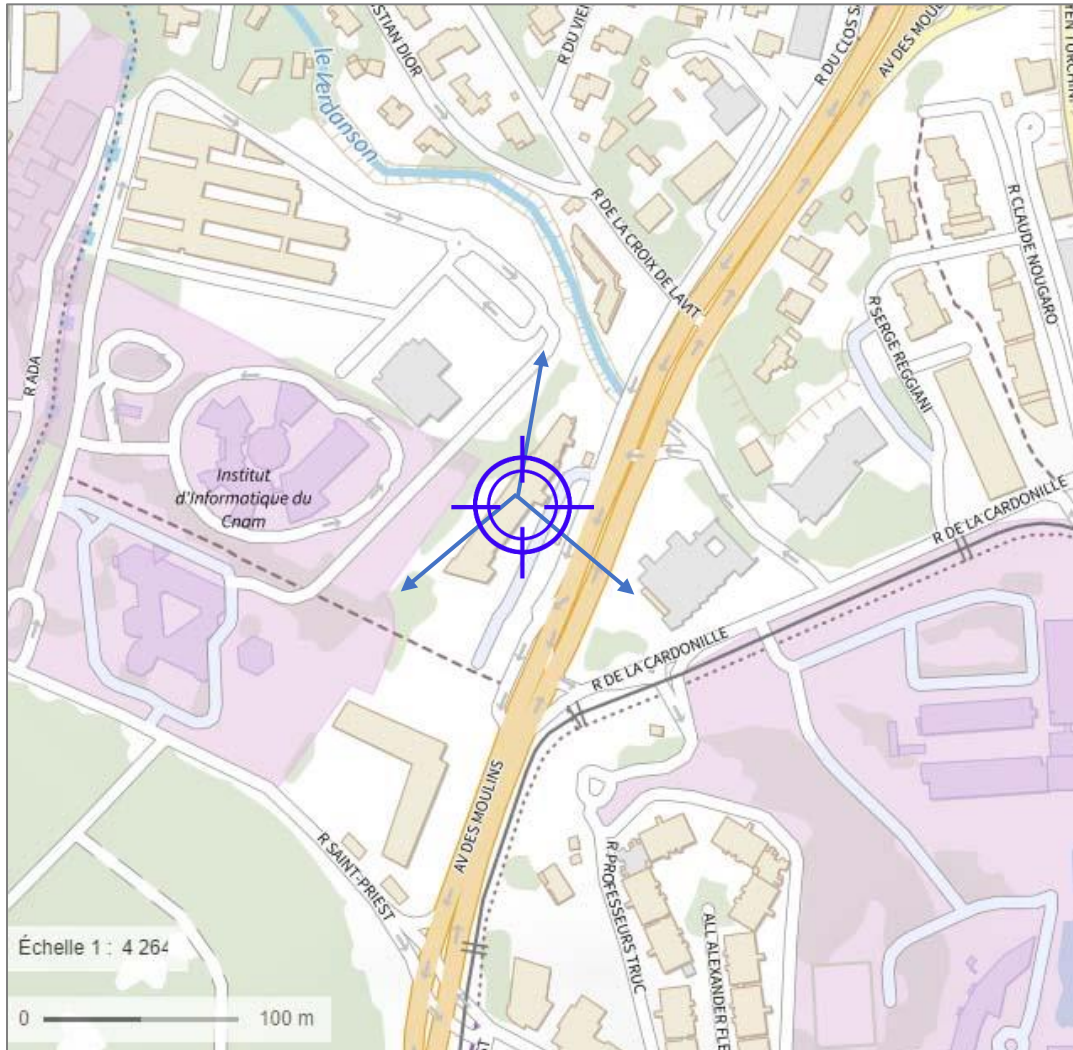 STIAN DIOR
R DU VIE
R DU CLOS S
AV DES MOUL
EN TURCHINI
le Verdanson
R DE LA CROIX DE LAVIT
R CLAUDE NOUGARO
R SERGE REGGIANI
R ADA
Institut
d'Informatique du
Cnam
R DE LA CARDONILLE
R DE LA CARDONILLE
AV DES MOULINS
R SAINT-PRIEST
R PROFESSEURS TRUC
ALL ALEXANDER FLE
P
Échelle 1 : 4 264
0 100 m